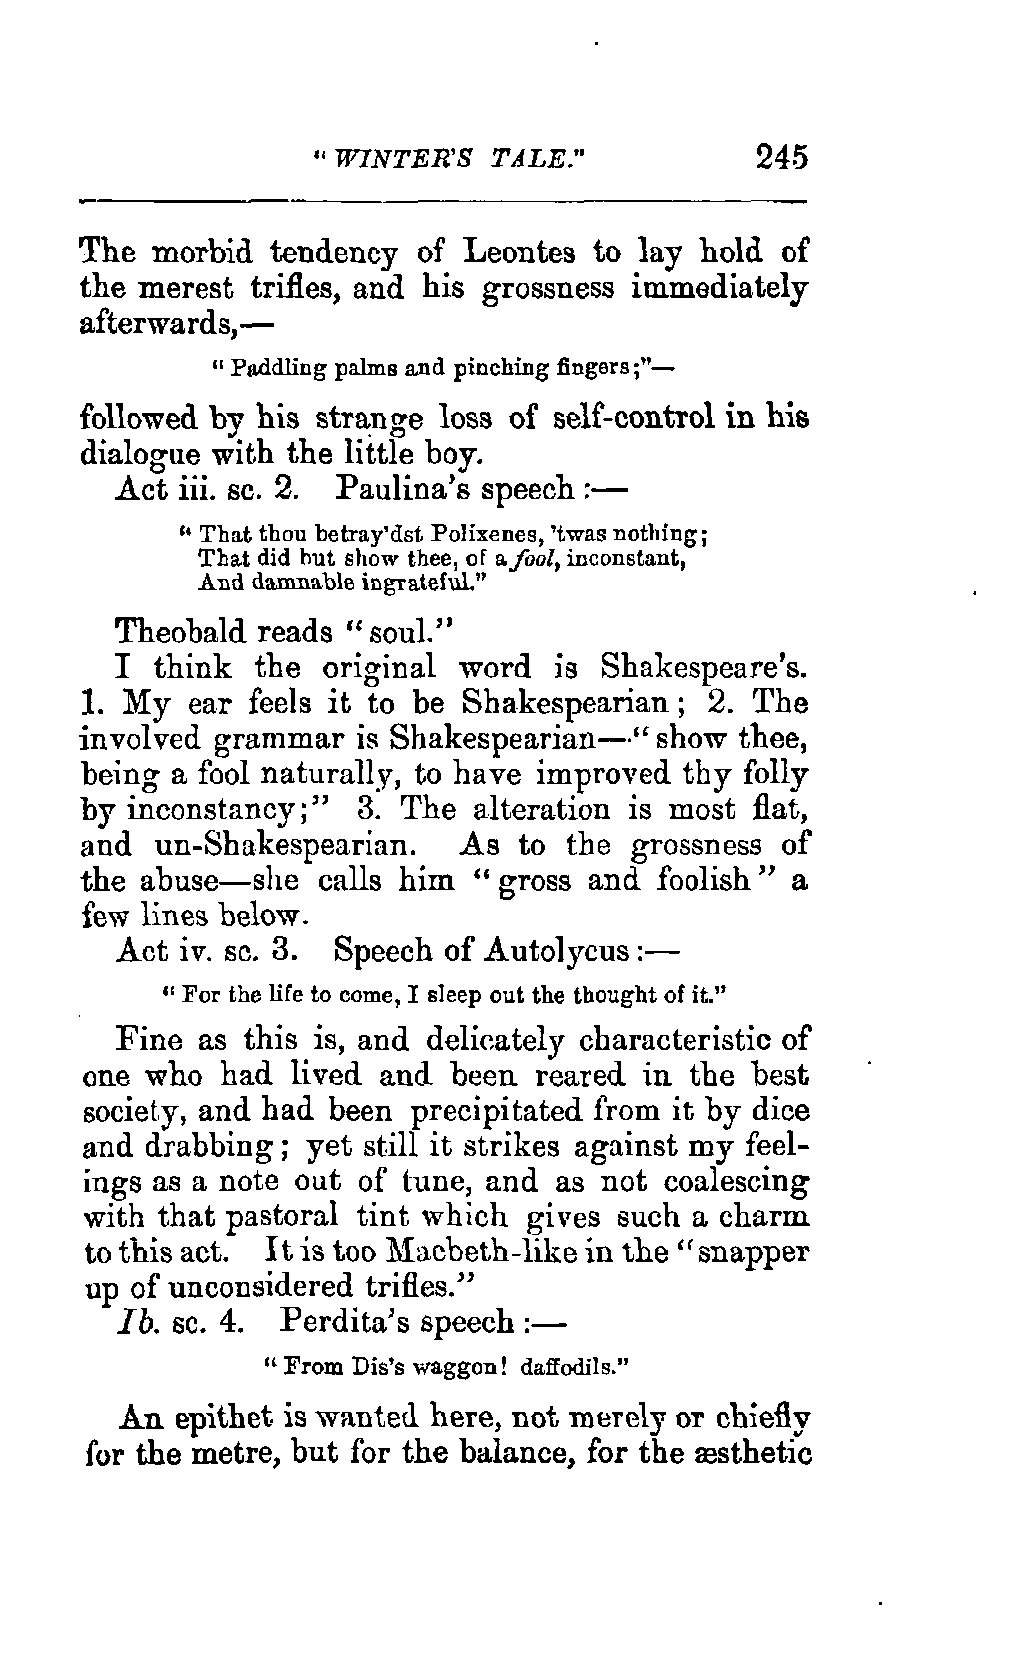 "WINTER'S TALE." 245
The morbid tendency of Leontes to lay hold of
the merest trifles, and his grossness immediately
afterwards,—
"Paddling palms and pinching fingers;"—
followed by his strange loss of self-control in his
dialogue with the little boy.
Act iii. sc. 2. Paulina's speech :—
"That thou betray'dst Polixenes, 'twas nothing;
That did but show thee, of a fool, inconstant,
And damnable ingrateful."
Theobald reads "soul."
I think the original word is Shakespeare's.
1. My ear feels it to be Shakespearian; 2. The
involved grammar is Shakespearian—"show thee,
being a fool naturally, to have improved thy folly
by inconstancy;" 3. The alteration is most flat,
and un-Shakespearian. As to the grossness of
the abuse—she calls him "gross and foolish" a
few lines below.
Act iv. sc. 3. Speech of Autolycus :—
"For the life to come, I sleep out the thought of it."
Fine as this is, and delicately characteristic of
one who had lived and been reared in the best
society, and had been precipitated from it by dice
and drabbing; yet still it strikes against my feel-
ings as a note out of tune, and as not coalescing
with that pastoral tint which gives such a charm
to this act. It is too Macbeth-like in the "snapper
up of unconsidered trifles."
Ib. sc. 4. Perdita's speech :—
"From Dis's waggon! daffodils."
An epithet is wanted here, not merely or chiefly
for the metre, but for the balance, for the æsthetic